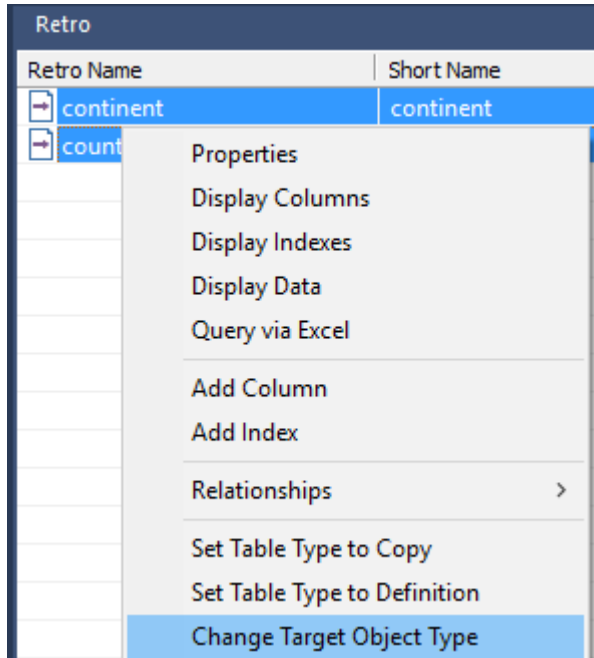 Retro
Retro Name Short Name
continent continent
count
Properties
Display Columns
Display Indexes
Display Data
Query via Excel
Add Column
Add Index
Relationships
Set Table Type to Copy
Set Table Type to Definition
Change Target Object Type